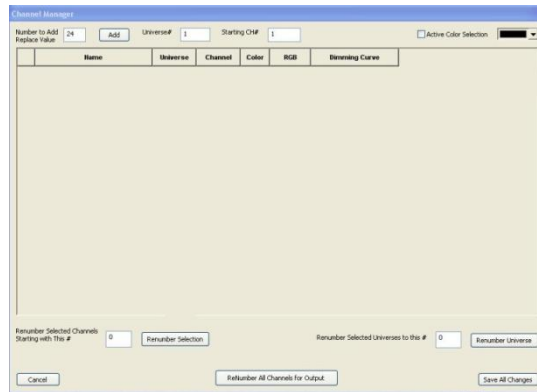 Channel Manager
Number to Add
Replace Value
24
Add
Universe#
1
Starting CH#
1
Active Color Selection
Name Universe Channel Color RGB Dimming Curve
Renumber Selected Channels
Starting with This #
0
Renumber Selection
Renumber Selected Universes to this #
0
Renumber Universe
Cancel
ReNumber All Channels for Output
Save All Changes